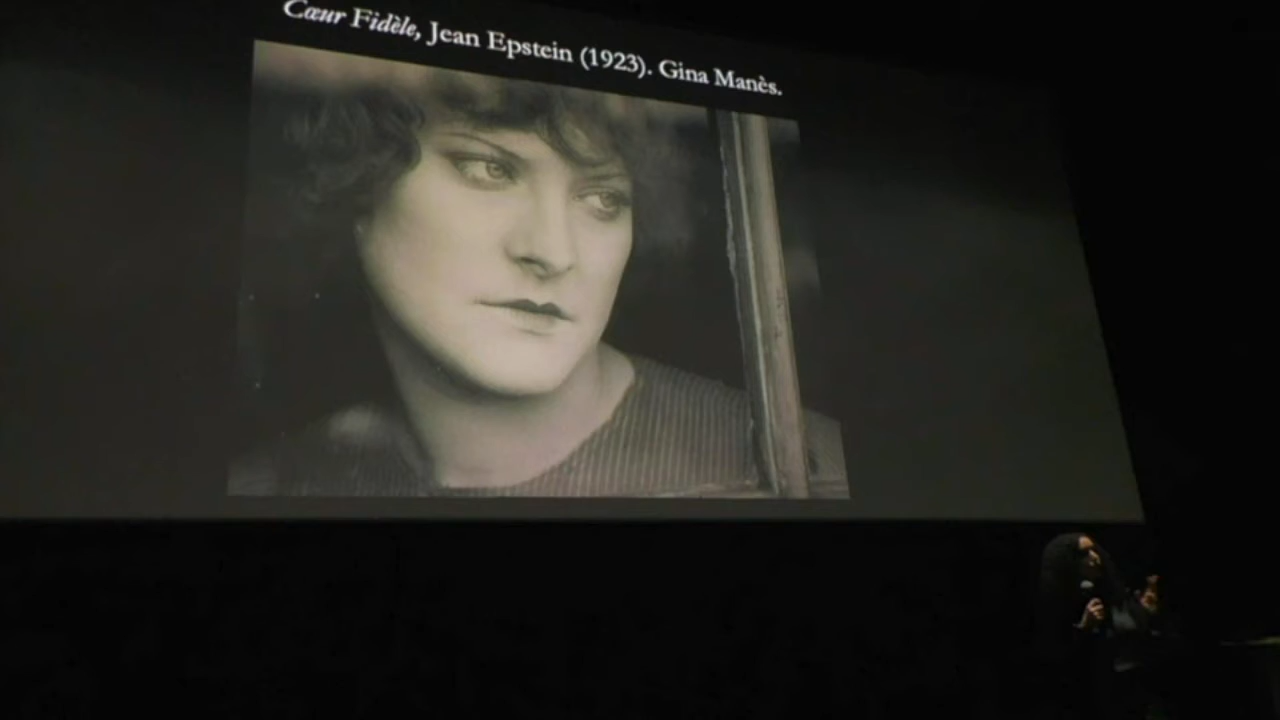 Cœur Fidèle, Jean Epstein (1923). Gina Manès.